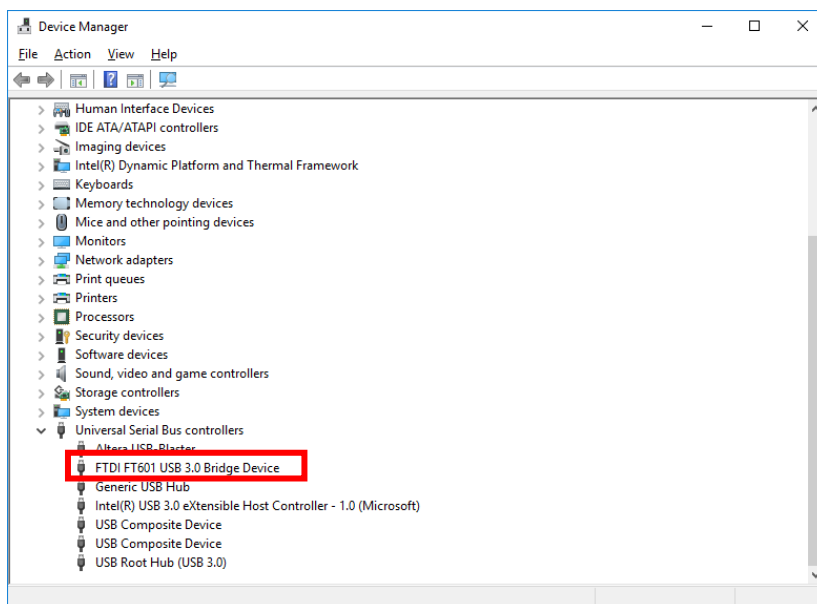 Device Manager
File Action View Help
Human Interface Devices
IDE ATA/ATAPI controllers
Imaging devices
Intel(R) Dynamic Platform and Thermal Framework
Keyboards
Memory technology devices
Mice and other pointing devices
Monitors
Network adapters
Print queues
Printers
Processors
Security devices
Software devices
Sound, video and game controllers
Storage controllers
System devices
Universal Serial Bus controllers
Altera USB-Blaster
FTDI FT601 USB 3.0 Bridge Device
Generic USB Hub
Intel(R) USB 3.0 eXtensible Host Controller - 1.0 (Microsoft)
USB Composite Device
USB Composite Device
USB Root Hub (USB 3.0)